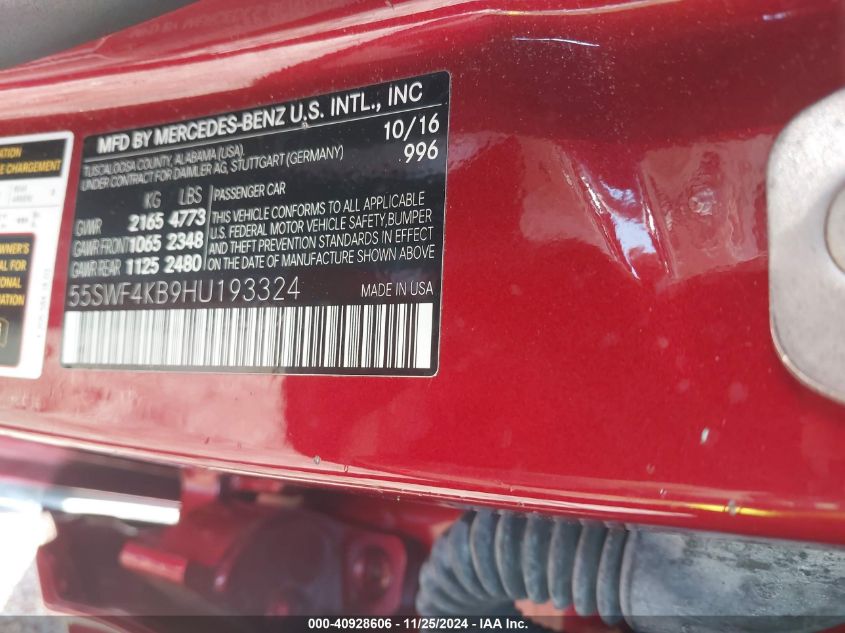 MFD BY MERCEDES-BENZ U.S. INTL., INC
TUSCALOOSA COUNTY, ALABAMA (USA)
10/16
UNDER CONTRACT FOR DAIMLER AG, STUTTGART (GERMANY)
996
KG LBS
PASSENGER CAR
GVWR 2165 4773
GAWR FRONT 1065 2348
GAWR REAR 1125 2480
THIS VEHICLE CONFORMS TO ALL APPLICABLE
U.S. FEDERAL MOTOR VEHICLE SAFETY, BUMPER
AND THEFT PREVENTION STANDARDS IN EFFECT
ON THE DATE OF MANUFACTURE SHOWN ABOVE
55SWF4KB9HU193324
MADE IN USA
CHARGEMENT
OWNER'S
FOR
000-40928606 - 11/25/2024 - IAA Inc.